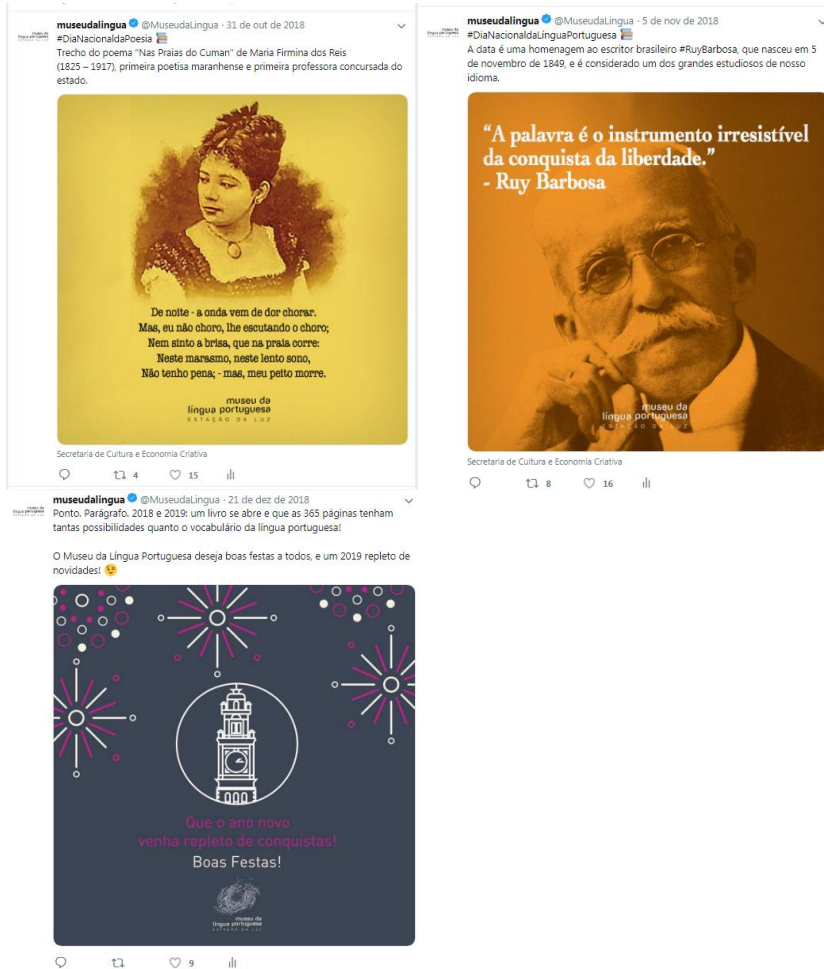 museudalingua @MuseudaLingua · 31 de out de 2018
#DiaNacionaldaPoesia
Trecho do poema "Nas Praias do Cuman" de Maria Firmina dos Reis
(1825 – 1917), primeira poetisa maranhense e primeira professora concursada do
estado.
De noite - a onda vem de dor chorar.
Mas, eu não choro, lhe escutando o choro;
Nem sinto a brisa, que na praia corre:
Neste marasmo, neste lento sono,
Não tenho pena; - mas, meu peito morre.
museu da
língua portuguesa
ESTAÇÃO DA LUZ
Secretaria de Cultura e Economia Criativa
4 15
museudalingua @MuseudaLingua · 5 de nov de 2018
#DiaNacionaldaLínguaPortuguesa
A data é uma homenagem ao escritor brasileiro #RuyBarbosa, que nasceu em 5
de novembro de 1849, e é considerado um dos grandes estudiosos de nosso
idioma.
“A palavra é o instrumento irresistível
da conquista da liberdade.”
- Ruy Barbosa
museu da
língua portuguesa
ESTAÇÃO DA LUZ
Secretaria de Cultura e Economia Criativa
8 16
museudalingua @MuseudaLingua · 21 de dez de 2018
Ponto. Parágrafo. 2018 e 2019: um livro se abre e que as 365 páginas tenham
tantas possibilidades quanto o vocabulário da língua portuguesa!
O Museu da Língua Portuguesa deseja boas festas a todos, e um 2019 repleto de
novidades!
Que o ano novo
venha repleto de conquistas!
Boas Festas!
museu da
língua portuguesa
ESTAÇÃO DA LUZ
9